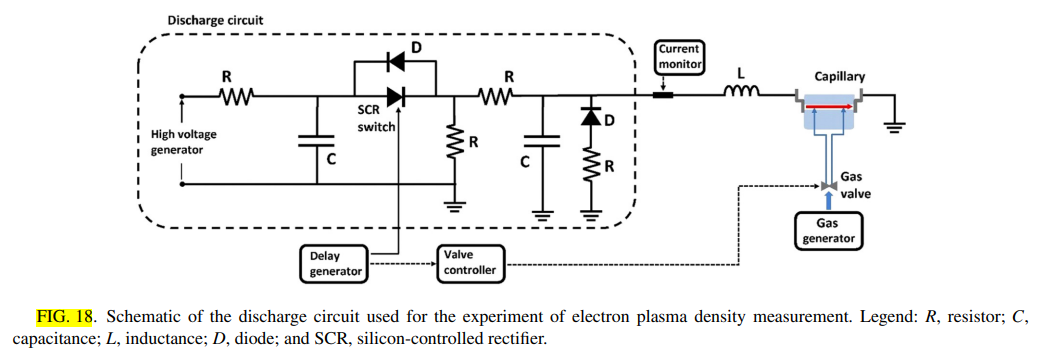 Discharge circuit
D
Current
monitor
R
R
L
Capillary
SCR
switch
High voltage
generator
C
R
C
D
R
Gas
valve
Gas
generator
Delay
generator
Valve
controller
FIG. 18. Schematic of the discharge circuit used for the experiment of electron plasma density measurement. Legend: R, resistor; C,
capacitance; L, inductance; D, diode; and SCR, silicon-controlled rectifier.